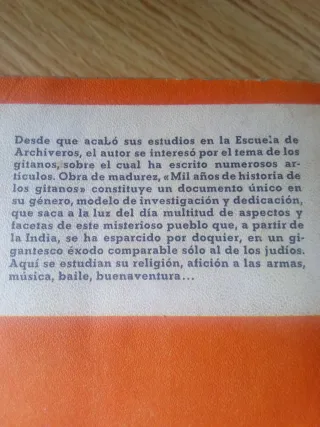 Desde que acabó sus estudios en la Escuela de
Archiveros, el autor se interesó por el tema de los
gitanos, sobre el cual ha escrito numerosos ar-
tículos. Obra de madurez, «Mil años de historia de
los gitanos» constituye un documento único en
su género, modelo de investigación y dedicación,
que saca a la luz del día multitud de aspectos y
facetas de este misterioso pueblo que, a partir de
la India, se ha esparcido por doquier, en un gi-
gantesco éxodo comparable sólo al de los judíos.
Aquí se estudian su religión, afición a las armas,
música, baile, buenaventura...